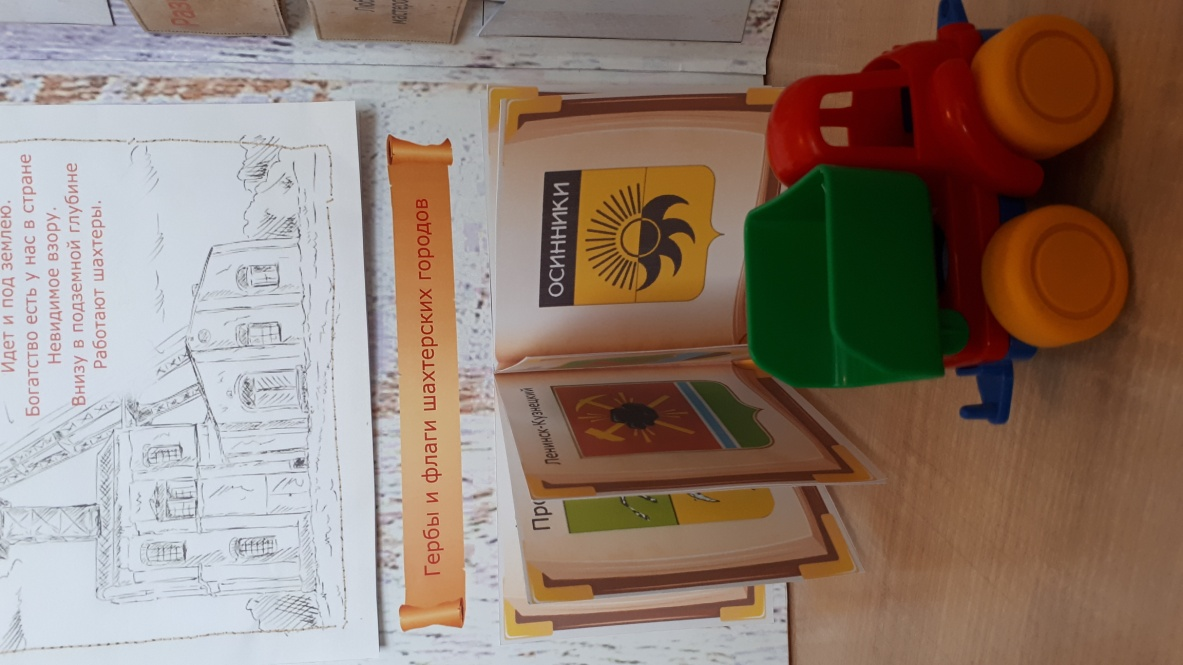 Идет и под землею.
Богатство есть у нас в стране
Невидимое взору.
Внизу в подземной глубине
Работают шахтеры.
Гербы и флаги шахтерских городов
ОСИННИКИ
Ленинск-Кузнецкий